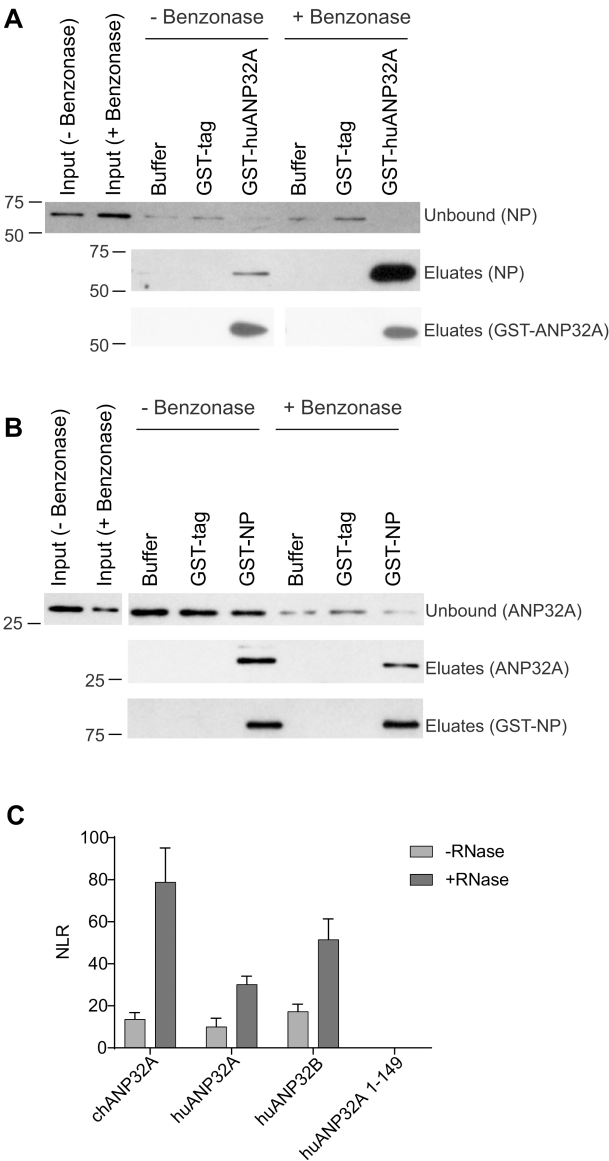 A
- Benzonase
+ Benzonase
Input (- Benzonase)
Input (+ Benzonase)
Buffer
GST-tag
GST-huANP32A
Buffer
GST-tag
GST-huANP32A
75
50
Unbound (NP)
75
50
Eluates (NP)
50
Eluates (GST-ANP32A)
B
- Benzonase
+ Benzonase
Input (- Benzonase)
Input (+ Benzonase)
Buffer
GST-tag
GST-NP
Buffer
GST-tag
GST-NP
25
Unbound (ANP32A)
25
Eluates (ANP32A)
75
Eluates (GST-NP)
C
NLR
100
80
60
40
20
0
-RNase
+RNase
chANP32A
huANP32A
huANP32B
huANP32A 1-149